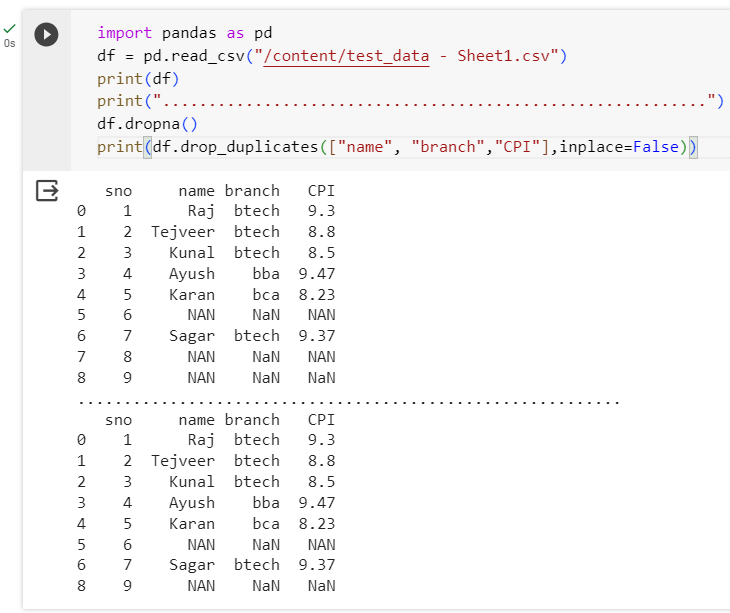 import pandas as pd
df = pd.read_csv("/content/test_data - Sheet1.csv")
print(df)
print("...........................................................")
df.dropna()
print(df.drop_duplicates(["name", "branch","CPI"],inplace=False))
0s
sno name branch CPI
0 1 Raj btech 9.3
1 2 Tejveer btech 8.8
2 3 Kunal btech 8.5
3 4 Ayush bba 9.47
4 5 Karan bca 8.23
5 6 NAN NaN NAN
6 7 Sagar btech 9.37
7 8 NAN NaN NAN
8 9 NAN NaN NaN
...........................................................
sno name branch CPI
0 1 Raj btech 9.3
1 2 Tejveer btech 8.8
2 3 Kunal btech 8.5
3 4 Ayush bba 9.47
4 5 Karan bca 8.23
5 6 NAN NaN NAN
6 7 Sagar btech 9.37
8 9 NAN NaN NaN